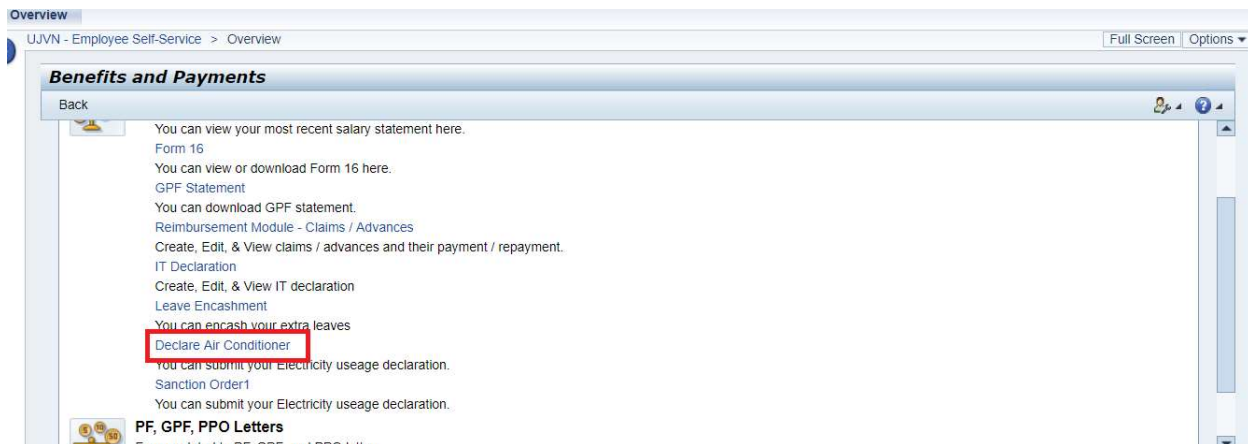 Overview
UJVN - Employee Self-Service > Overview
Full Screen Options
Benefits and Payments
Back
You can view your most recent salary statement here.
Form 16
You can view or download Form 16 here.
GPF Statement
You can download GPF statement.
Reimbursement Module - Claims / Advances
Create, Edit, & View claims / advances and their payment / repayment.
IT Declaration
Create, Edit, & View IT declaration
Leave Encashment
You can encash your extra leaves
Declare Air Conditioner
You can submit your Electricity useage declaration.
Sanction Order1
You can submit your Electricity useage declaration.
PF, GPF, PPO Letters